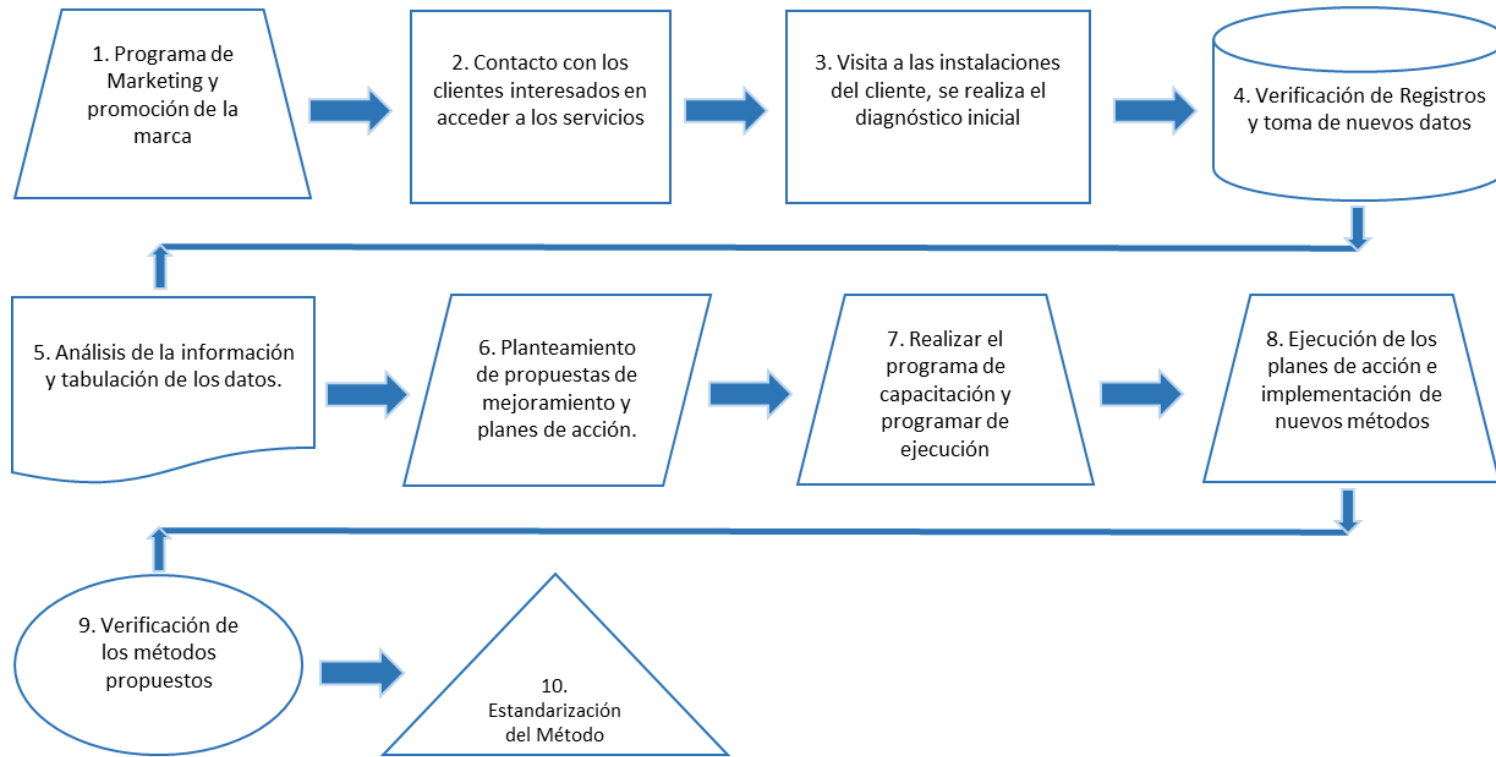 1. Programa de
Marketing y
promoción de la
marca
2. Contacto con los
clientes interesados en
acceder a los servicios
3. Visita a las instalaciones
del cliente, se realiza el
diagnóstico inicial
4. Verificación de Registros
y toma de nuevos datos
5. Análisis de la información
y tabulación de los datos.
6. Planteamiento
de propuestas de
mejoramiento y
planes de acción.
7. Realizar el
programa de
capacitación y
programar de
ejecución
8. Ejecución de los
planes de acción e
implementación de
nuevos métodos
9. Verificación de
los métodos
propuestos
10.
Estandarización
del Método